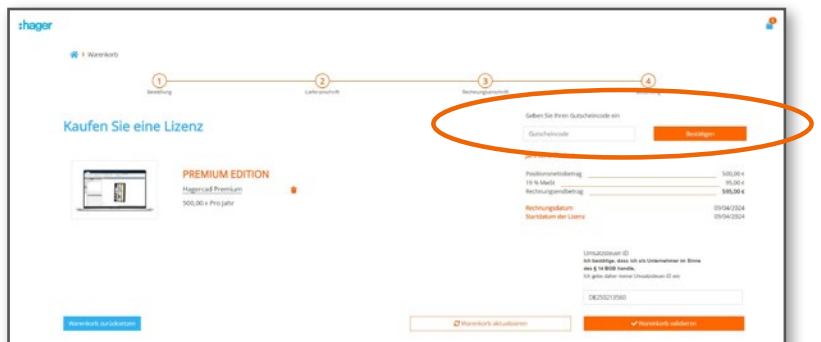 :hager
Warenkorb
1
2
3
4
Bestellung
Lieferanschrift
Rechnungsanschrift
Geben Sie Ihren Gutscheincode ein
Gutscheincode
Bestätigen
Kaufen Sie eine Lizenz
PREMIUM EDITION
Hagercad Premium
500,00 € Pro Jahr
Positionsnettobetrag 500,00 €
19 % MwSt 95,00 €
Rechnungsendbetrag 595,00 €
Rechnungsdatum 09/04/2024
Startdatum der Lizenz 09/04/2024
Umsatzsteuer ID
Ich bestätige, dass ich als Unternehmer im Sinne
des § 14 BGB handle.
Ich gebe daher meine Umsatzsteuer-ID ein
DE250213560
Warenkorb zurücksetzen
Warenkorb aktualisieren
Warenkorb validieren